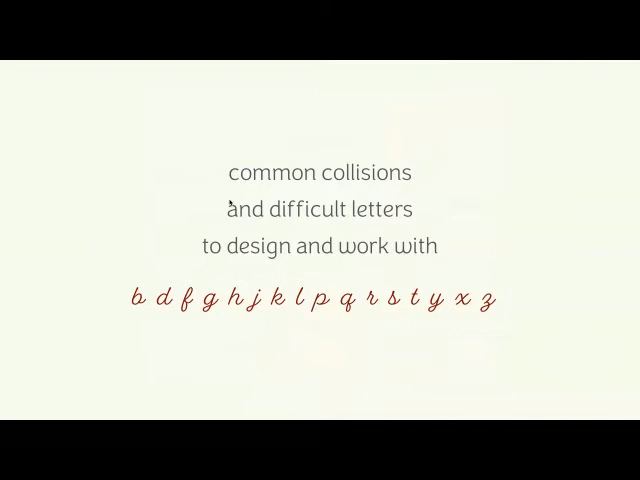 common collisions
and difficult letters
to design and work with
b d f g h j k l p q r s t y x z